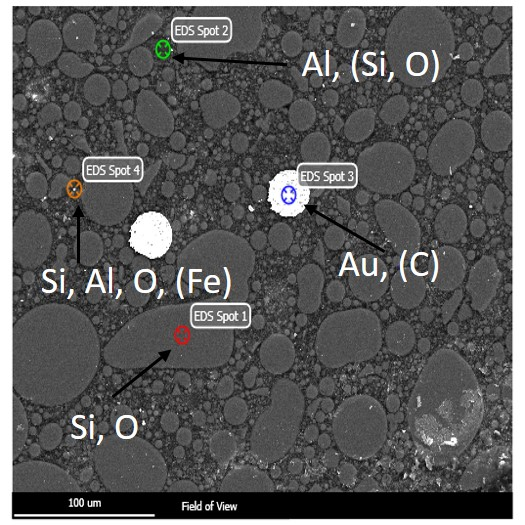 EDS Spot 2
Al, (Si, O)
EDS Spot 4
EDS Spot 3
Si, Al, O, (Fe)
Au, (C)
EDS Spot 1
Si, O
100 um
Field of View